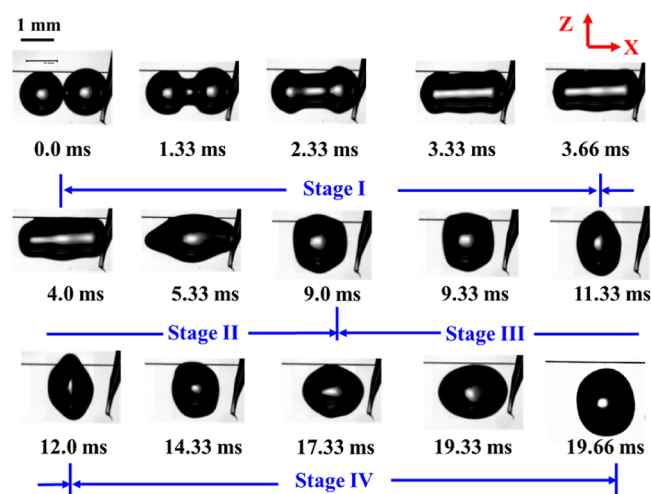 1 mm
Z
X
0.0 ms 1.33 ms 2.33 ms 3.33 ms 3.66 ms
Stage I
4.0 ms 5.33 ms 9.0 ms 9.33 ms 11.33 ms
Stage II Stage III
12.0 ms 14.33 ms 17.33 ms 19.33 ms 19.66 ms
Stage IV